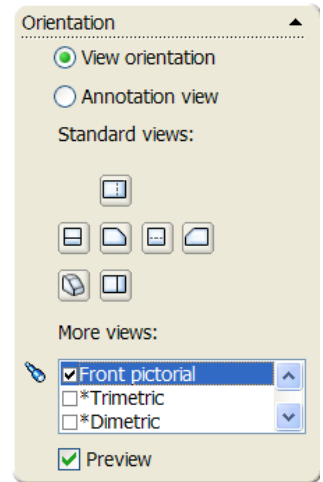 Orientation
View orientation
Annotation view
Standard views:
More views:
Front pictorial
*Trimetric
*Dimetric
Preview